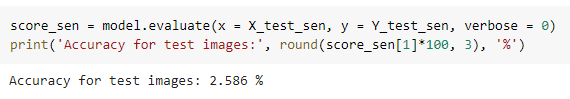 score_sen = model.evaluate(x = X_test_sen, y = Y_test_sen, verbose = 0)
print('Accuracy for test images:', round(score_sen[1]*100, 3), '%')
Accuracy for test images: 2.586 %